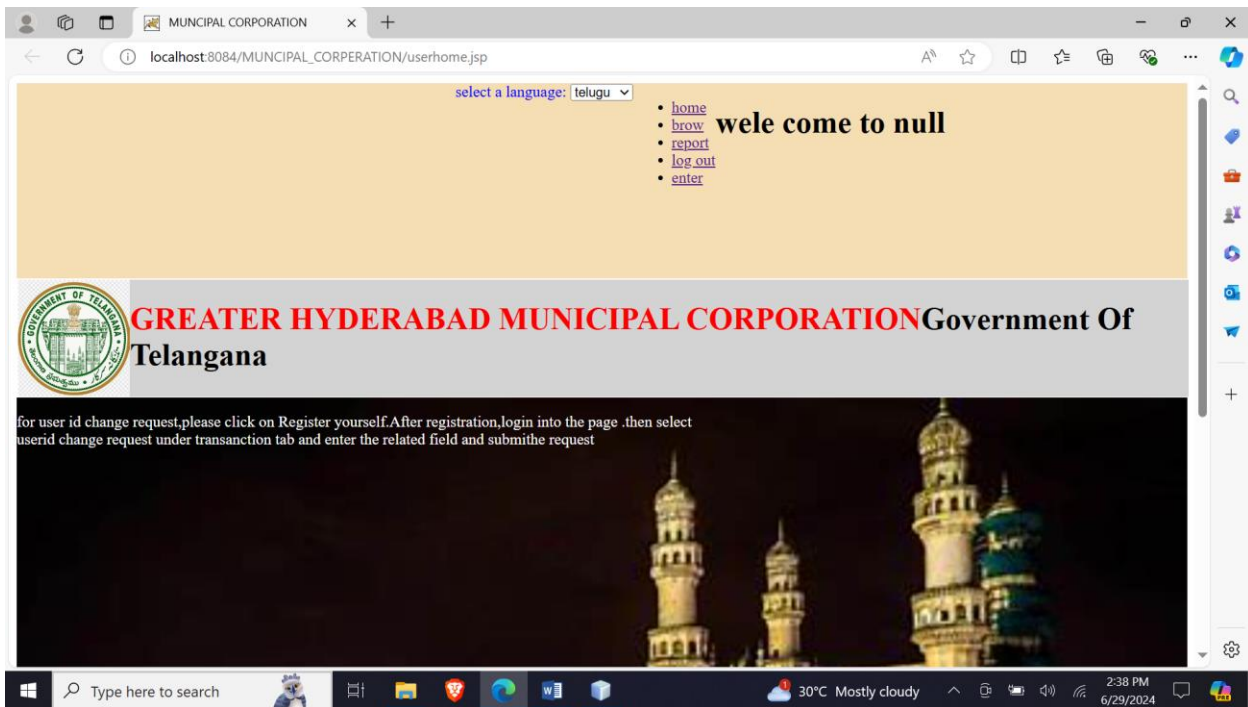 MUNCIPAL CORPORATION
localhost:8084/MUNCIPAL_CORPERATION/userhome.jsp
select a language: telugu
home
brow
report
log out
enter
wele come to null
GOVERNMENT OF TELANGANA
GREATER HYDERABAD MUNICIPAL CORPORATIONGovernment Of
Telangana
for user id change request,please click on Register yourself.After registration,login into the page .then select
userid change request under transanction tab and enter the related field and submithe request
Type here to search
30°C Mostly cloudy
2:38 PM
6/29/2024